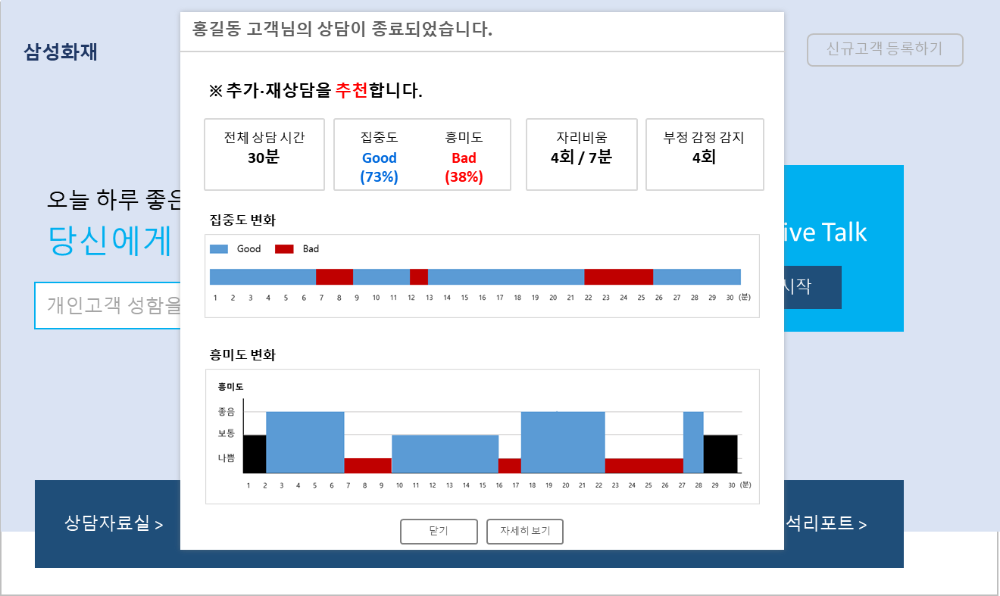 홍길동 고객님의 상담이 종료되었습니다.
삼성화재
신규고객 등록하기
※ 추가·재상담을 추천합니다.
전체 상담 시간
30분
집중도 흥미도
Good Bad
(73%) (38%)
자리비움
4회 / 7분
부정 감정 감지
4회
오늘 하루 좋은
당신에게
개인고객 성함을
ive Talk
시작
집중도 변화
Good Bad
1 2 3 4 5 6 7 8 9 10 11 12 13 14 15 16 17 18 19 20 21 22 23 24 25 26 27 28 29 30 (분)
흥미도 변화
흥미도
좋음
보통
나쁨
1 2 3 4 5 6 7 8 9 10 11 12 13 14 15 16 17 18 19 20 21 22 23 24 25 26 27 28 29 30 (분)
상담자료실 >
석리포트 >
닫기 자세히 보기